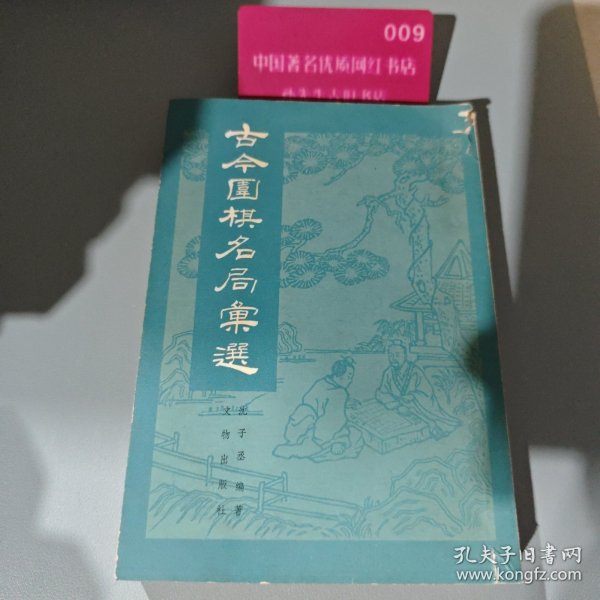 009
中国著名优质网红书店
古今圍棋名局彙選
沈子丞編著
文物出版社
孔夫子旧书网
www.kongfz.com